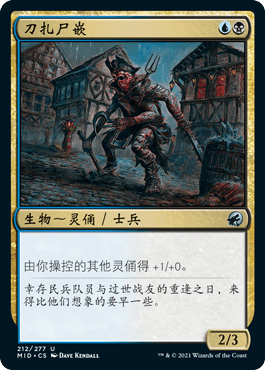 刀扎尸嵌
生物～灵俑 / 士兵
由你操控的其他灵俑得 +1/+0。
幸存民兵队员与过世战友的重逢之日，来
得比他们想象的要早一些。
2/3
212/277 U
MID • CS DAVE KENDALL
™ & © 2021 Wizards of the Coast